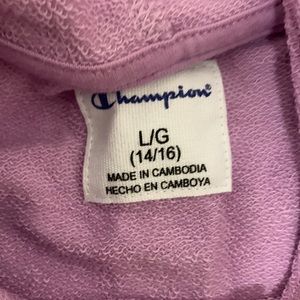 Champion
L/G
(14/16)
MADE IN CAMBODIA
HECHO EN CAMBOYA